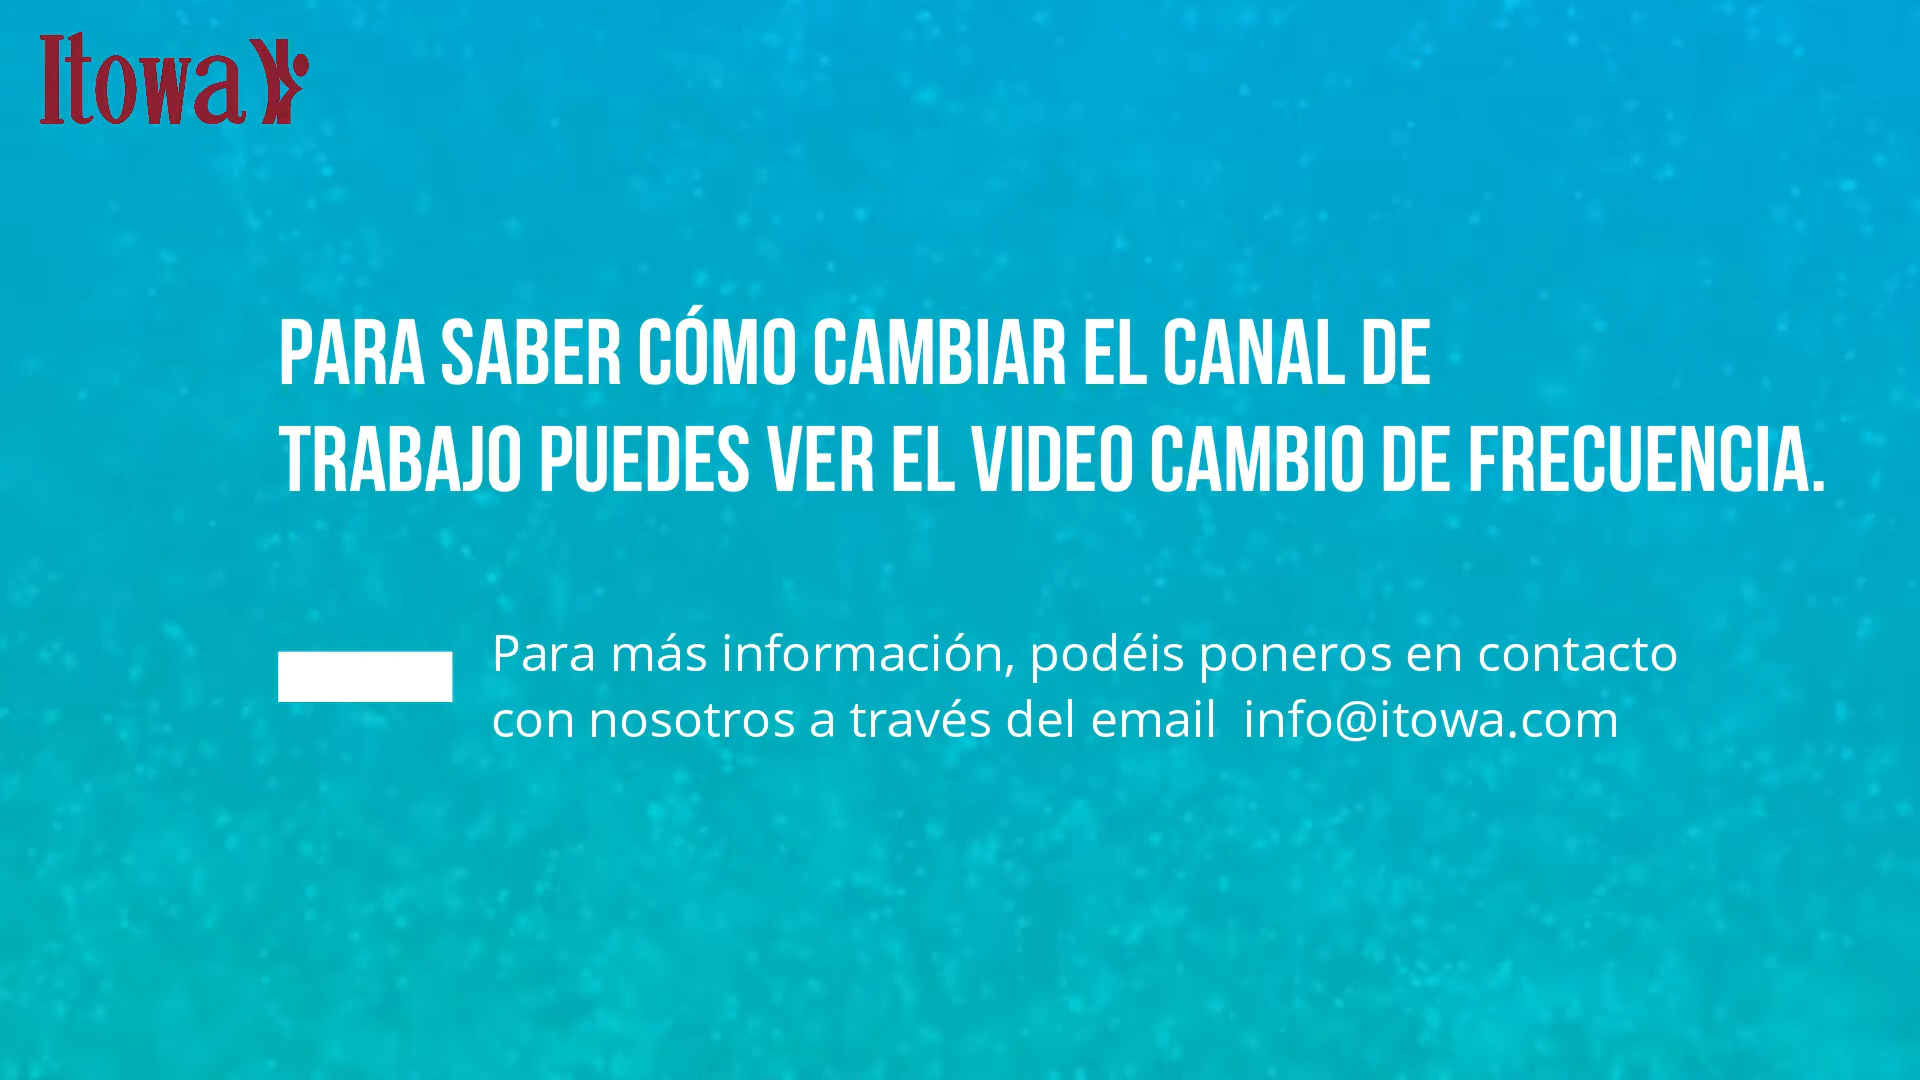 Itowa
PARA SABER CÓMO CAMBIAR EL CANAL DE
TRABAJO PUEDES VER EL VIDEO CAMBIO DE FRECUENCIA.
Para más información, podéis poneros en contacto
con nosotros a través del email  info@itowa.com